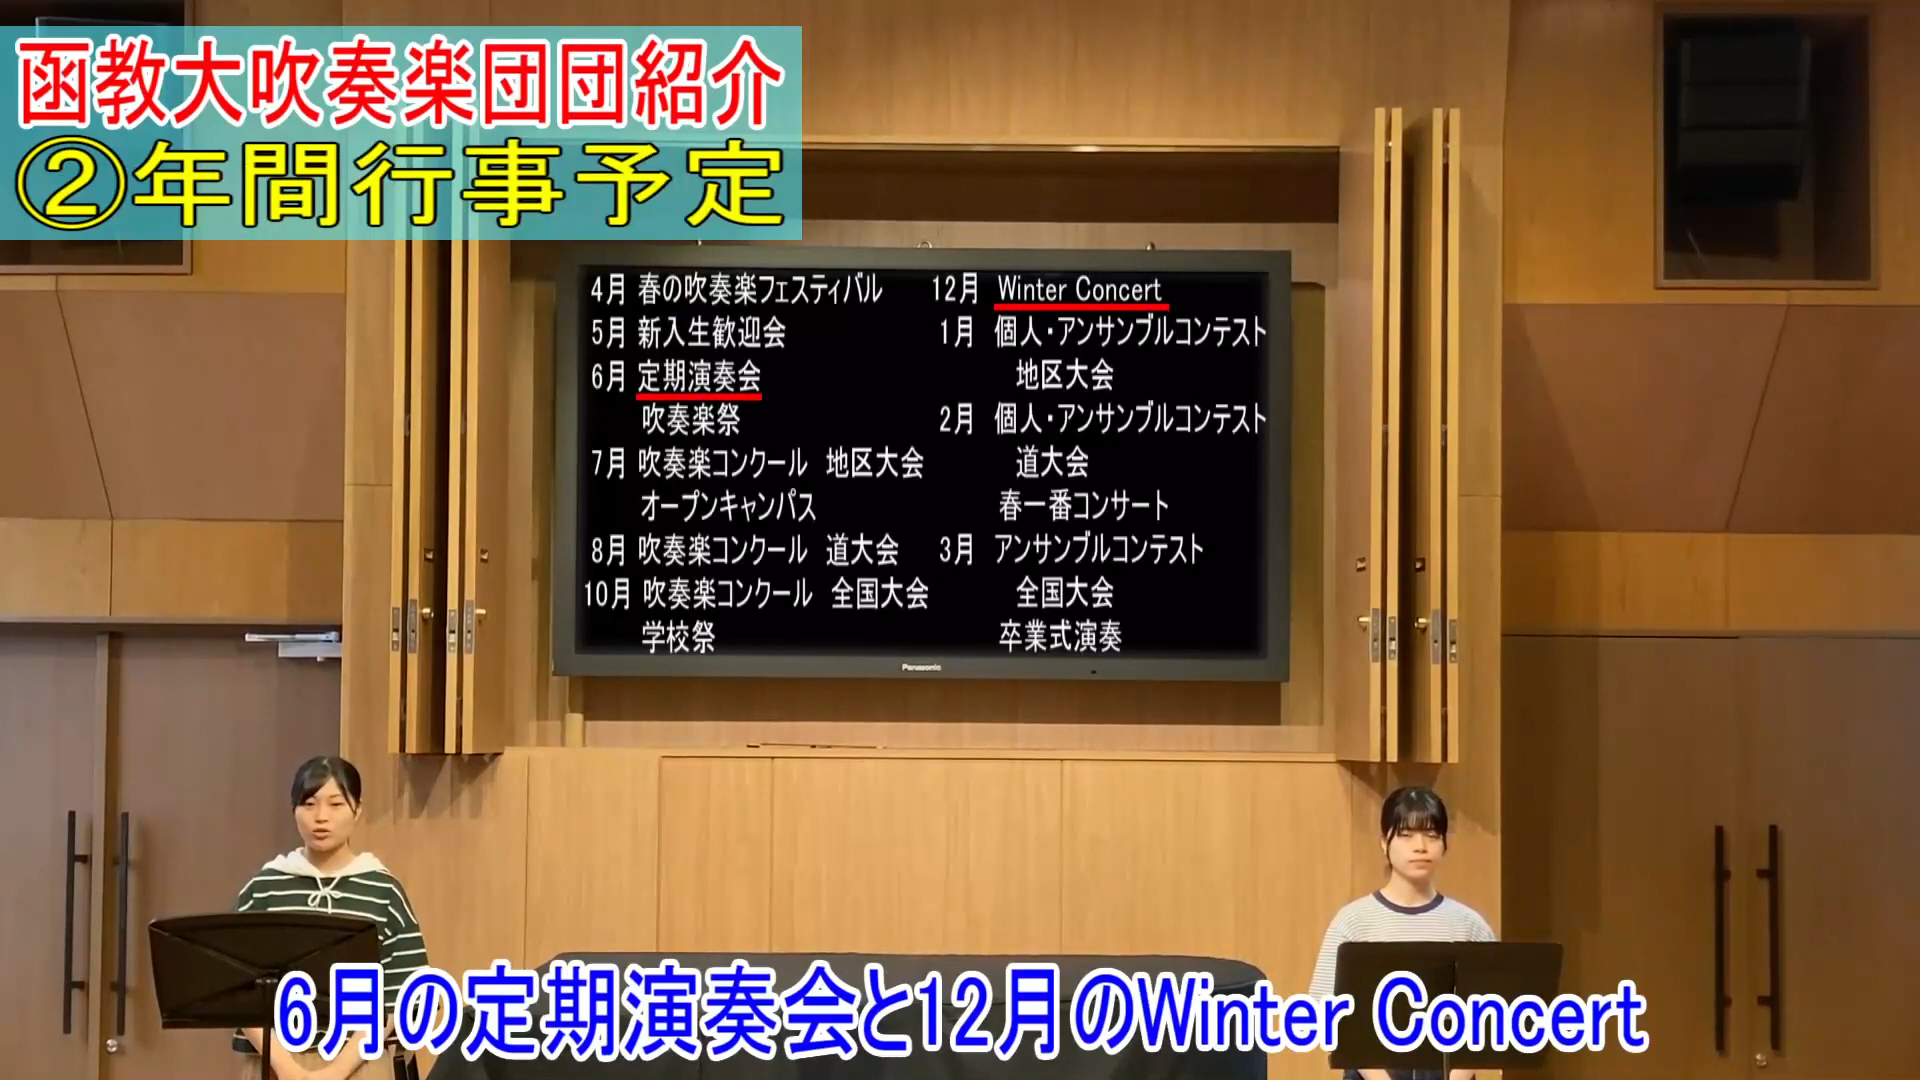 函教大吹奏楽団団紹介
②年間行事予定
4月 春の吹奏楽フェスティバル
5月 新入生歓迎会
6月 定期演奏会
吹奏楽祭
7月 吹奏楽コンクール 地区大会
オープンキャンパス
8月 吹奏楽コンクール 道大会
10月 吹奏楽コンクール 全国大会
学校祭
12月 Winter Concert
1月 個人・アンサンブルコンテスト
地区大会
2月 個人・アンサンブルコンテスト
道大会
春一番コンサート
3月 アンサンブルコンテスト
全国大会
卒業式演奏
Panasonic
6月の定期演奏会と12月のWinter Concert